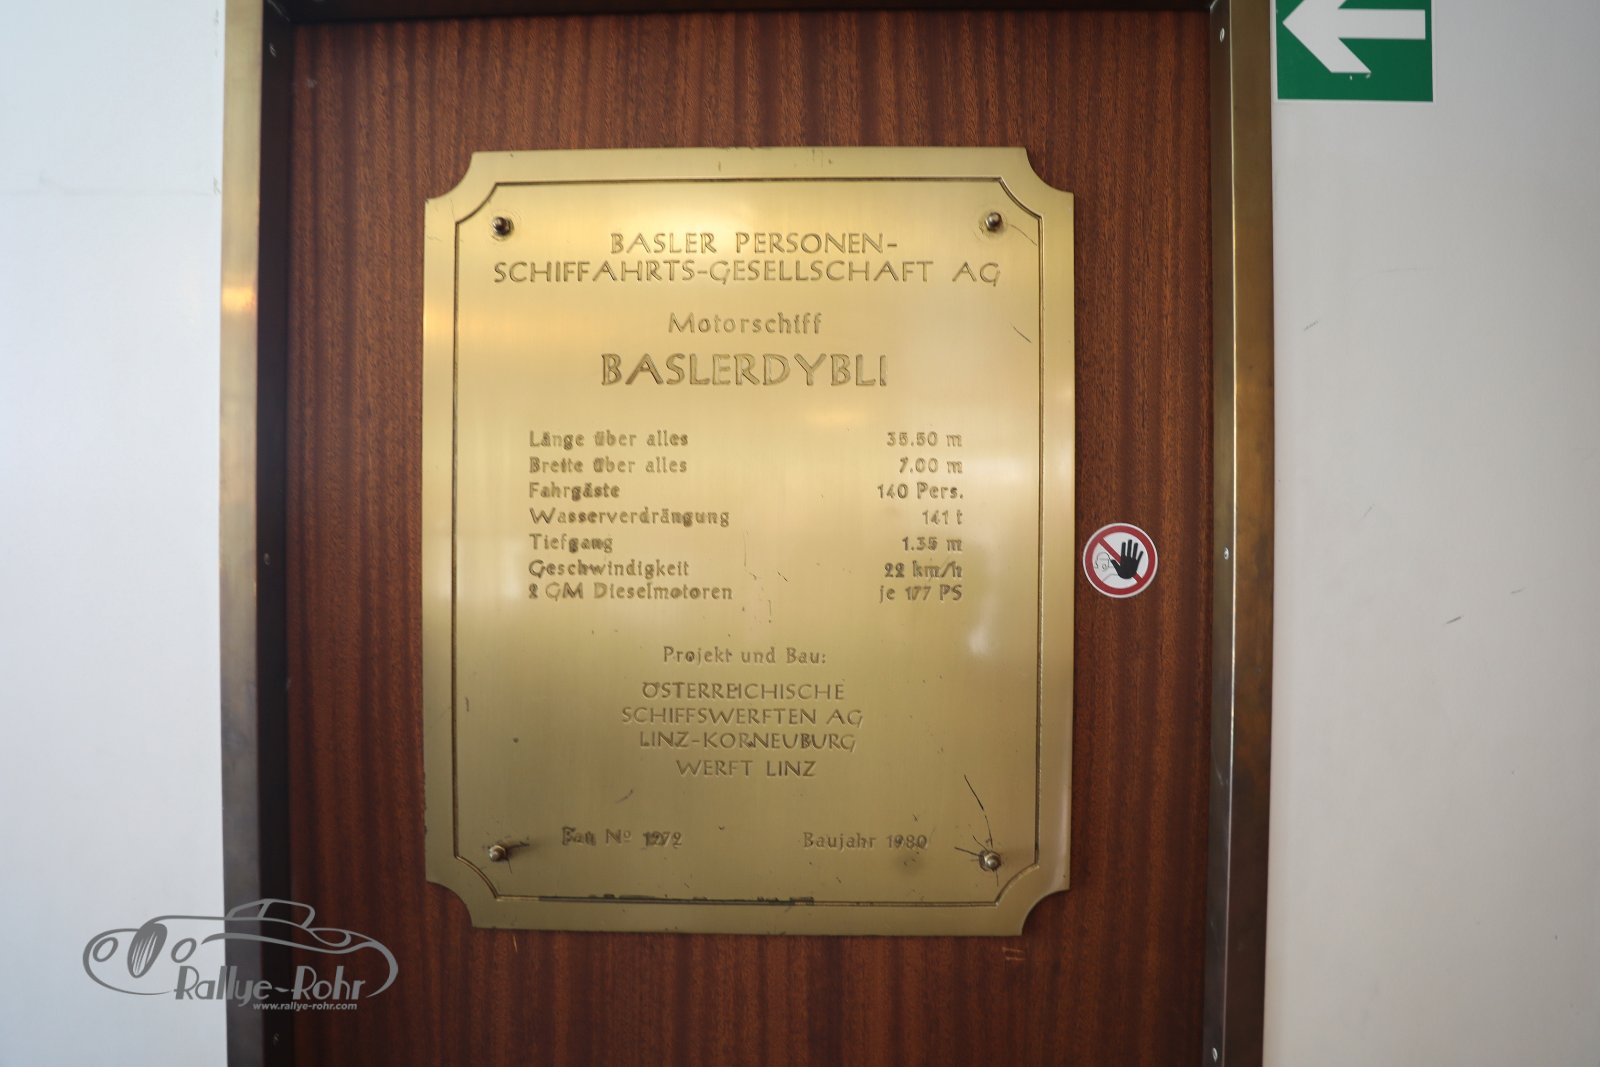 BASLER PERSONEN-
SCHIFFAHRTS-GESELLSCHAFT AG
Motorschiff
BASLERDYBLI
Länge über alles 35.50 m
Breite über alles 7.00 m
Fahrgäste 140 Pers.
Wasserverdrängung 141 t
Tiefgang 1.35 m
Geschwindigkeit 22 km/h
2 GM Dieselmotoren je 177 PS
Projekt und Bau:
ÖSTERREICHISCHE
SCHIFFSWERFTEN AG
LINZ-KORNEUBURG
WERFT LINZ
Bau Nº 1272 Baujahr 1980
Rallye-Rohr
www.rallye-rohr.com